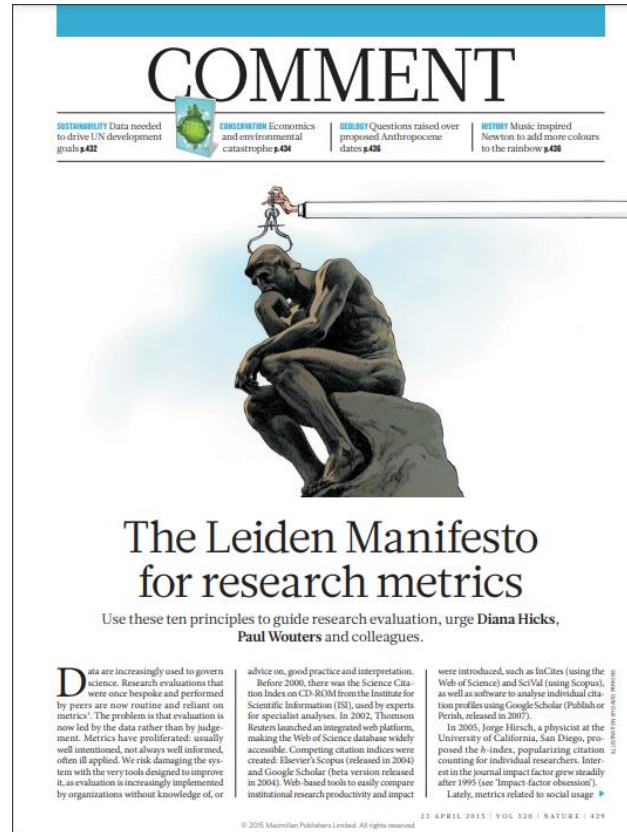 COMMENT
SUSTAINABILITY Data needed
to drive UN development
goals p.432
CONSERVATION Economics
and environmental
catastrophe p.434
GEOLOGY Questions raised over
proposed Anthropocene
dates p.436
HISTORY Music inspired
Newton to add more colours
to the rainbow p.436
The Leiden Manifesto
for research metrics
Use these ten principles to guide research evaluation, urge Diana Hicks,
Paul Wouters and colleagues.
Data are increasingly used to govern
science. Research evaluations that
were once bespoke and performed
by peers are now routine and reliant on
metrics¹. The problem is that evaluation is
now led by the data rather than by judge-
ment. Metrics have proliferated: usually
well intentioned, not always well informed,
often ill applied. We risk damaging the sys-
tem with the very tools designed to improve
it, as evaluation is increasingly implemented
by organizations without knowledge of, or
advice on, good practice and interpretation.
Before 2000, there was the Science Cita-
tion Index on CD-ROM from the Institute for
Scientific Information (ISI), used by experts
for specialist analyses. In 2002, Thomson
Reuters launched an integrated web platform,
making the Web of Science database widely
accessible. Competing citation indices were
created: Elsevier's Scopus (released in 2004)
and Google Scholar (beta version released
in 2004). Web-based tools to easily compare
institutional research productivity and impact
were introduced, such as InCites (using the
Web of Science) and SciVal (using Scopus),
as well as software to analyse individual cita-
tion profiles using Google Scholar (Publish or
Perish, released in 2007).
In 2005, Jorge Hirsch, a physicist at the
University of California, San Diego, pro-
posed the h-index, popularizing citation
counting for individual researchers. Inter-
est in the journal impact factor grew steadily
after 1995 (see 'Impact-factor obsession').
Lately, metrics related to social usage
23 APRIL 2015 | VOL 520 | NATURE | 429
© 2015 Macmillan Publishers Limited. All rights reserved